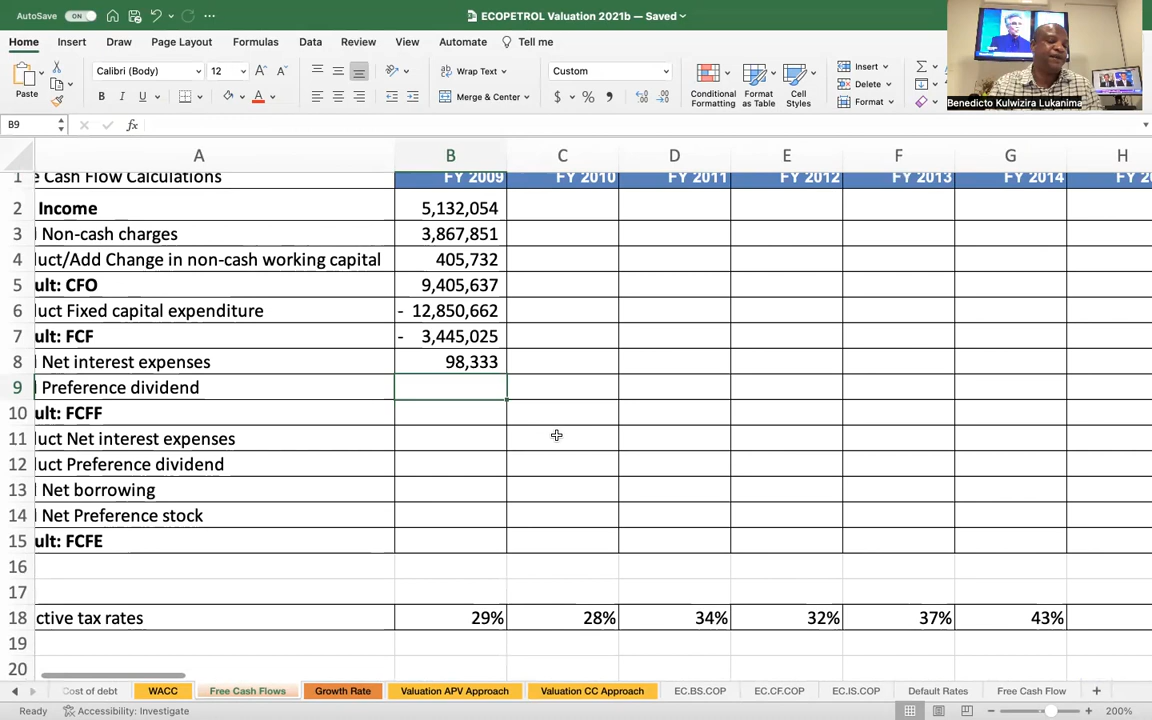 AutoSave ON ECOPETROL Valuation 2021b — Saved
Home Insert Draw Page Layout Formulas Data Review View Automate Tell me
Paste Calibri (Body) 12 A A Wrap Text Custom Insert
B I U A Merge & Center $ % Conditional Formatting Format as Table Cell Styles Delete Format
Benedicto Kulwizira Lukanima
B9 fx
A B C D E F G H
1 e Cash Flow Calculations FY 2009 FY 2010 FY 2011 FY 2012 FY 2013 FY 2014 FY 20
2 Income 5,132,054
3 Non-cash charges 3,867,851
4 uct/Add Change in non-cash working capital 405,732
5 ult: CFO 9,405,637
6 uct Fixed capital expenditure - 12,850,662
7 ult: FCF - 3,445,025
8 Net interest expenses 98,333
9 Preference dividend
10 ult: FCFF
11 uct Net interest expenses
12 uct Preference dividend
13 Net borrowing
14 Net Preference stock
15 ult: FCFE
16
17
18 ctive tax rates 29% 28% 34% 32% 37% 43%
19
20
Cost of debt WACC Free Cash Flows Growth Rate Valuation APV Approach Valuation CC Approach EC.BS.COP EC.CF.COP EC.IS.COP Default Rates Free Cash Flow +
Ready Accessibility: Investigate 200%